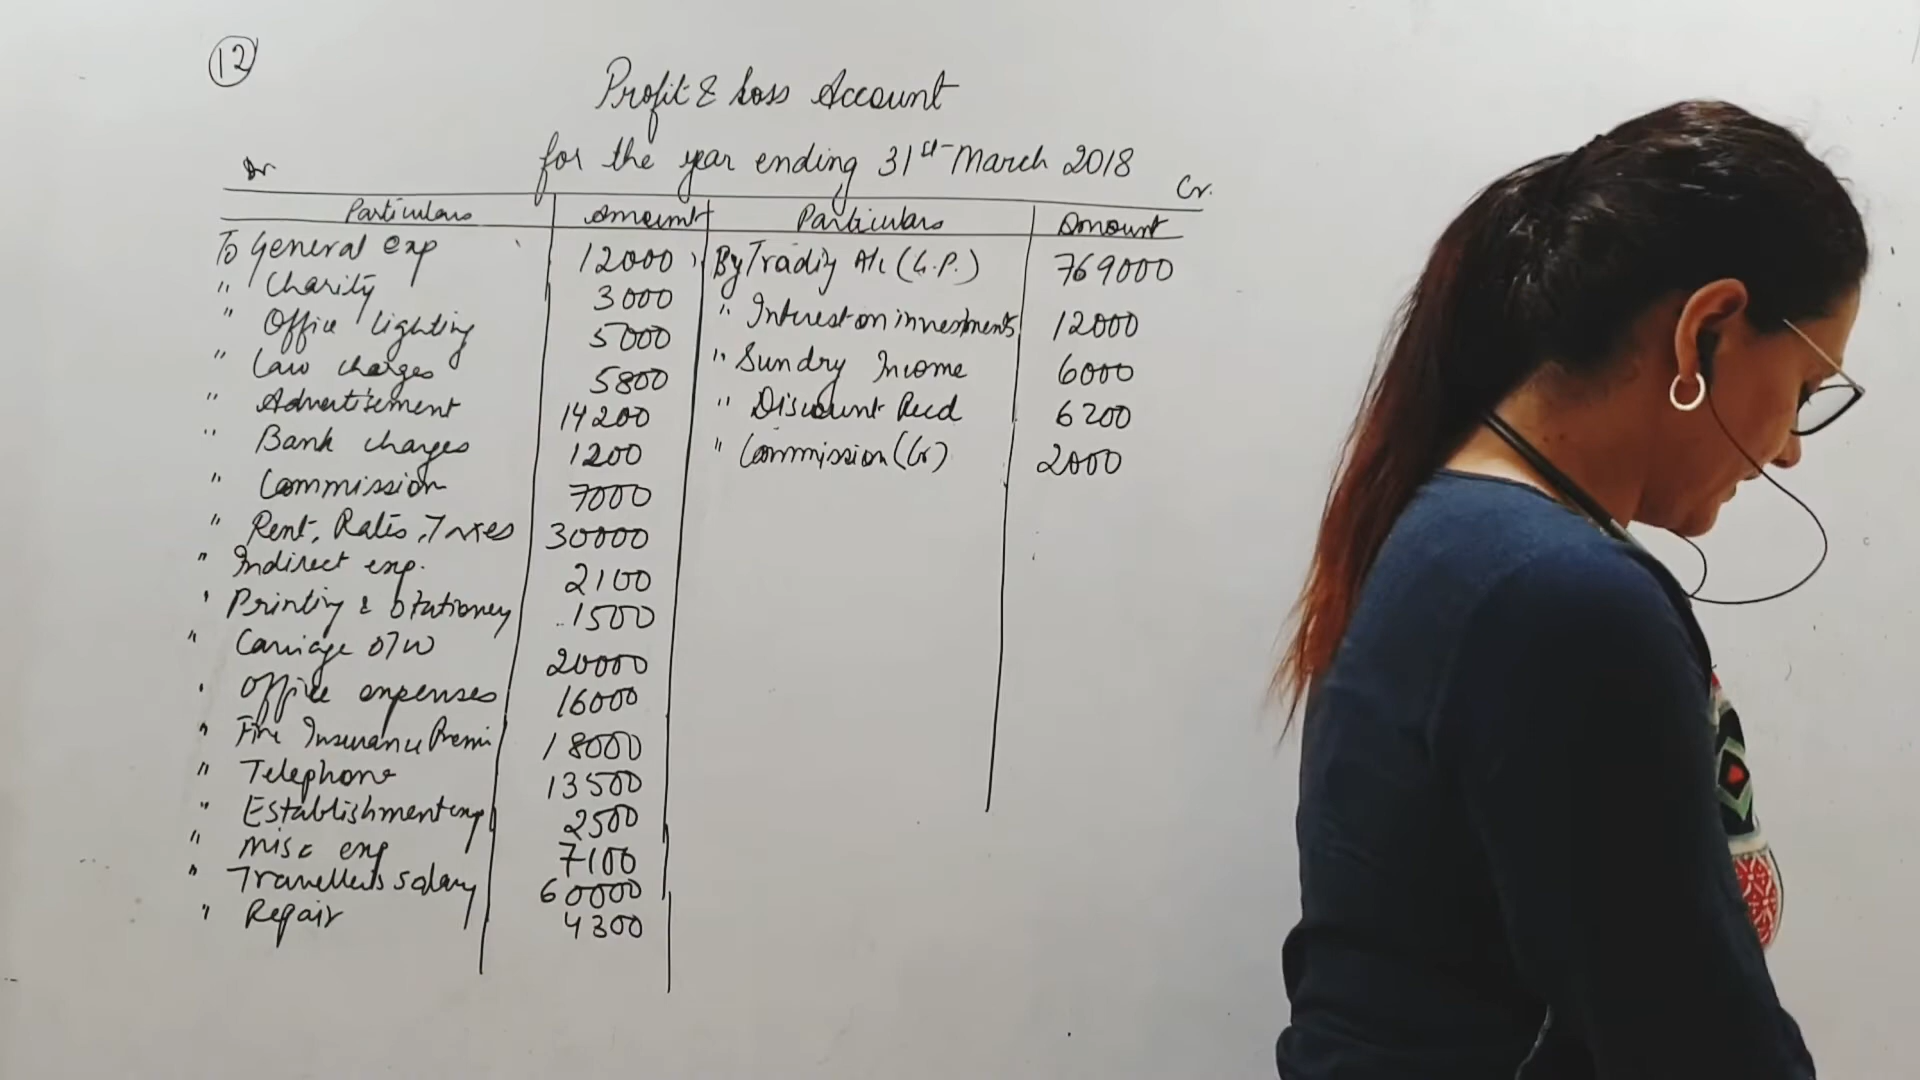 12
Profit & Loss Account
for the year ending 31st March 2018
Dr
Cr.
Particulars Amount Particulars Amount
To General exp 12000 By Trading A/c (G.P.) 769000
" Charity 3000 " Interest on investments 12000
" Office lighting 5000 " Sundry Income 6000
" Law charges 5800 " Discount Recd 6200
" Advertisement 14200 " Commission (Cr) 2000
" Bank charges 1200
" Commission 7000
" Rent, Rates, Taxes 30000
" Indirect exp. 2100
" Printing & Stationery 1500
" Carriage O/W 20000
" Office expenses 16000
" Fire Insurance Premi 18000
" Telephone 13500
" Establishment exp 2500
" Misc exp 7100
" Travellers salary 60000
" Repair 4300